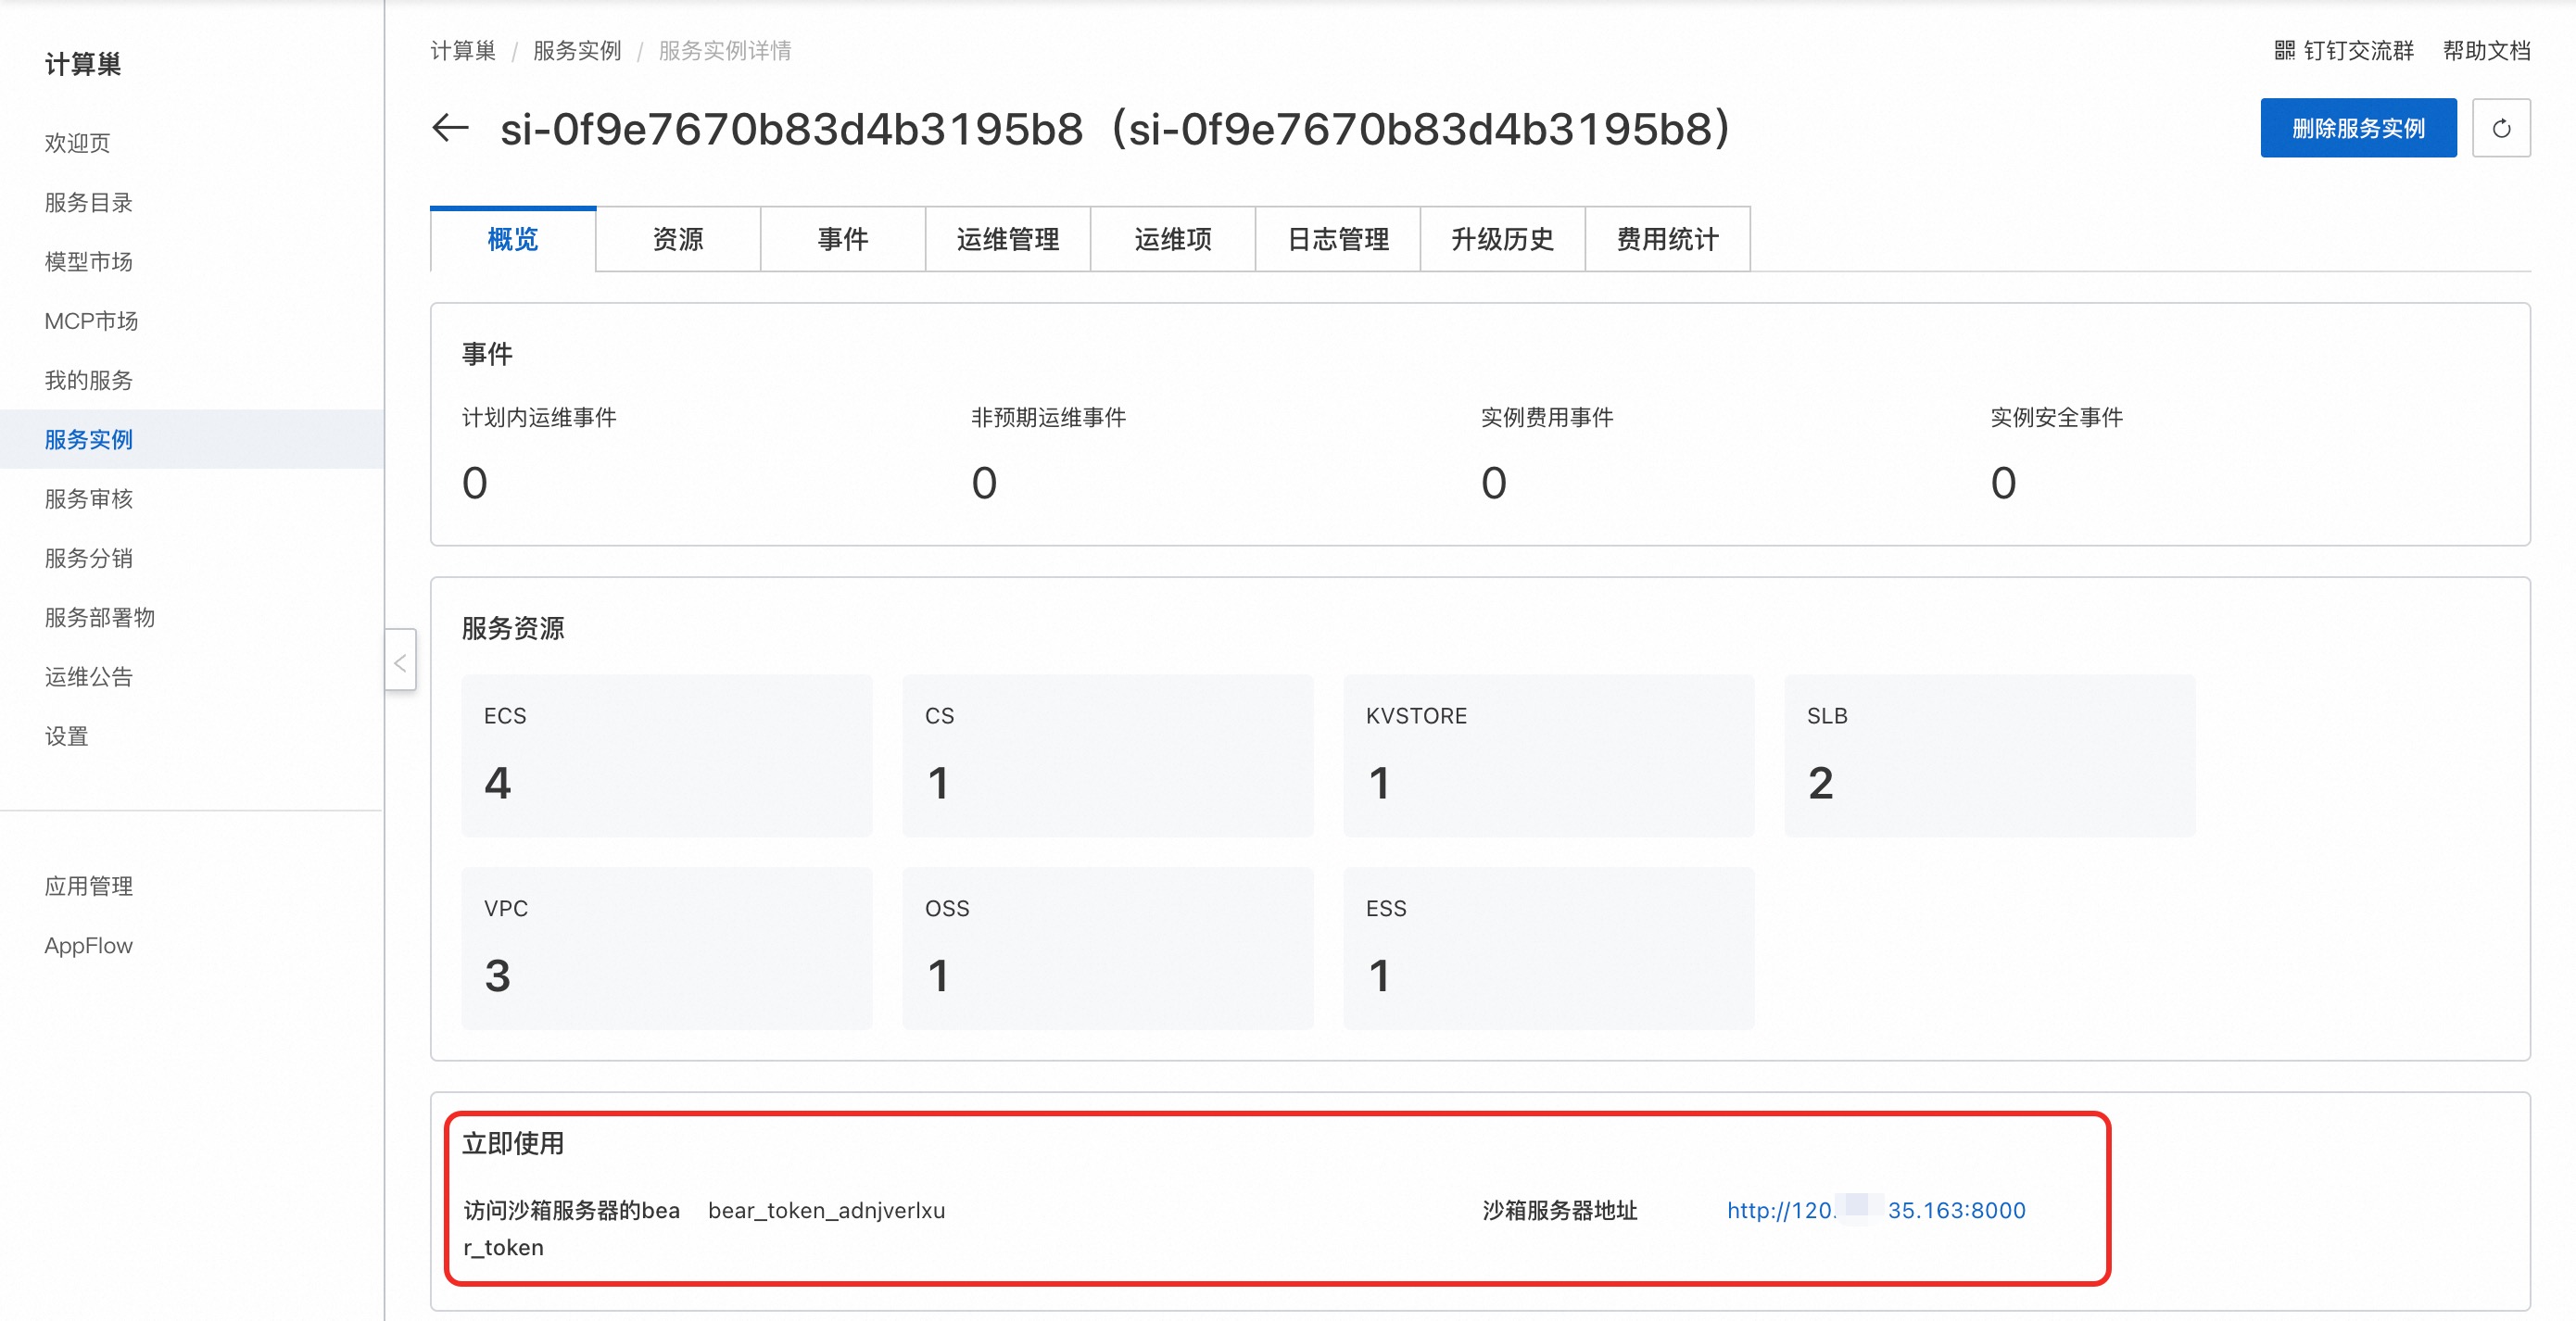 计算巢
欢迎页
服务目录
模型市场
MCP市场
我的服务
服务实例
服务审核
服务分销
服务部署物
运维公告
设置
应用管理
AppFlow
计算巢 / 服务实例 / 服务实例详情
钉钉交流群 帮助文档
si-0f9e7670b83d4b3195b8（si-0f9e7670b83d4b3195b8）
删除服务实例
概览 资源 事件 运维管理 运维项 日志管理 升级历史 费用统计
事件
计划内运维事件 非预期运维事件 实例费用事件 实例安全事件
0 0 0 0
服务资源
ECS CS KVSTORE SLB
4 1 1 2
VPC OSS ESS
3 1 1
立即使用
访问沙箱服务器的bea bear_token_adnjverlxu 沙箱服务器地址 http://120. 35.163:8000
r_token